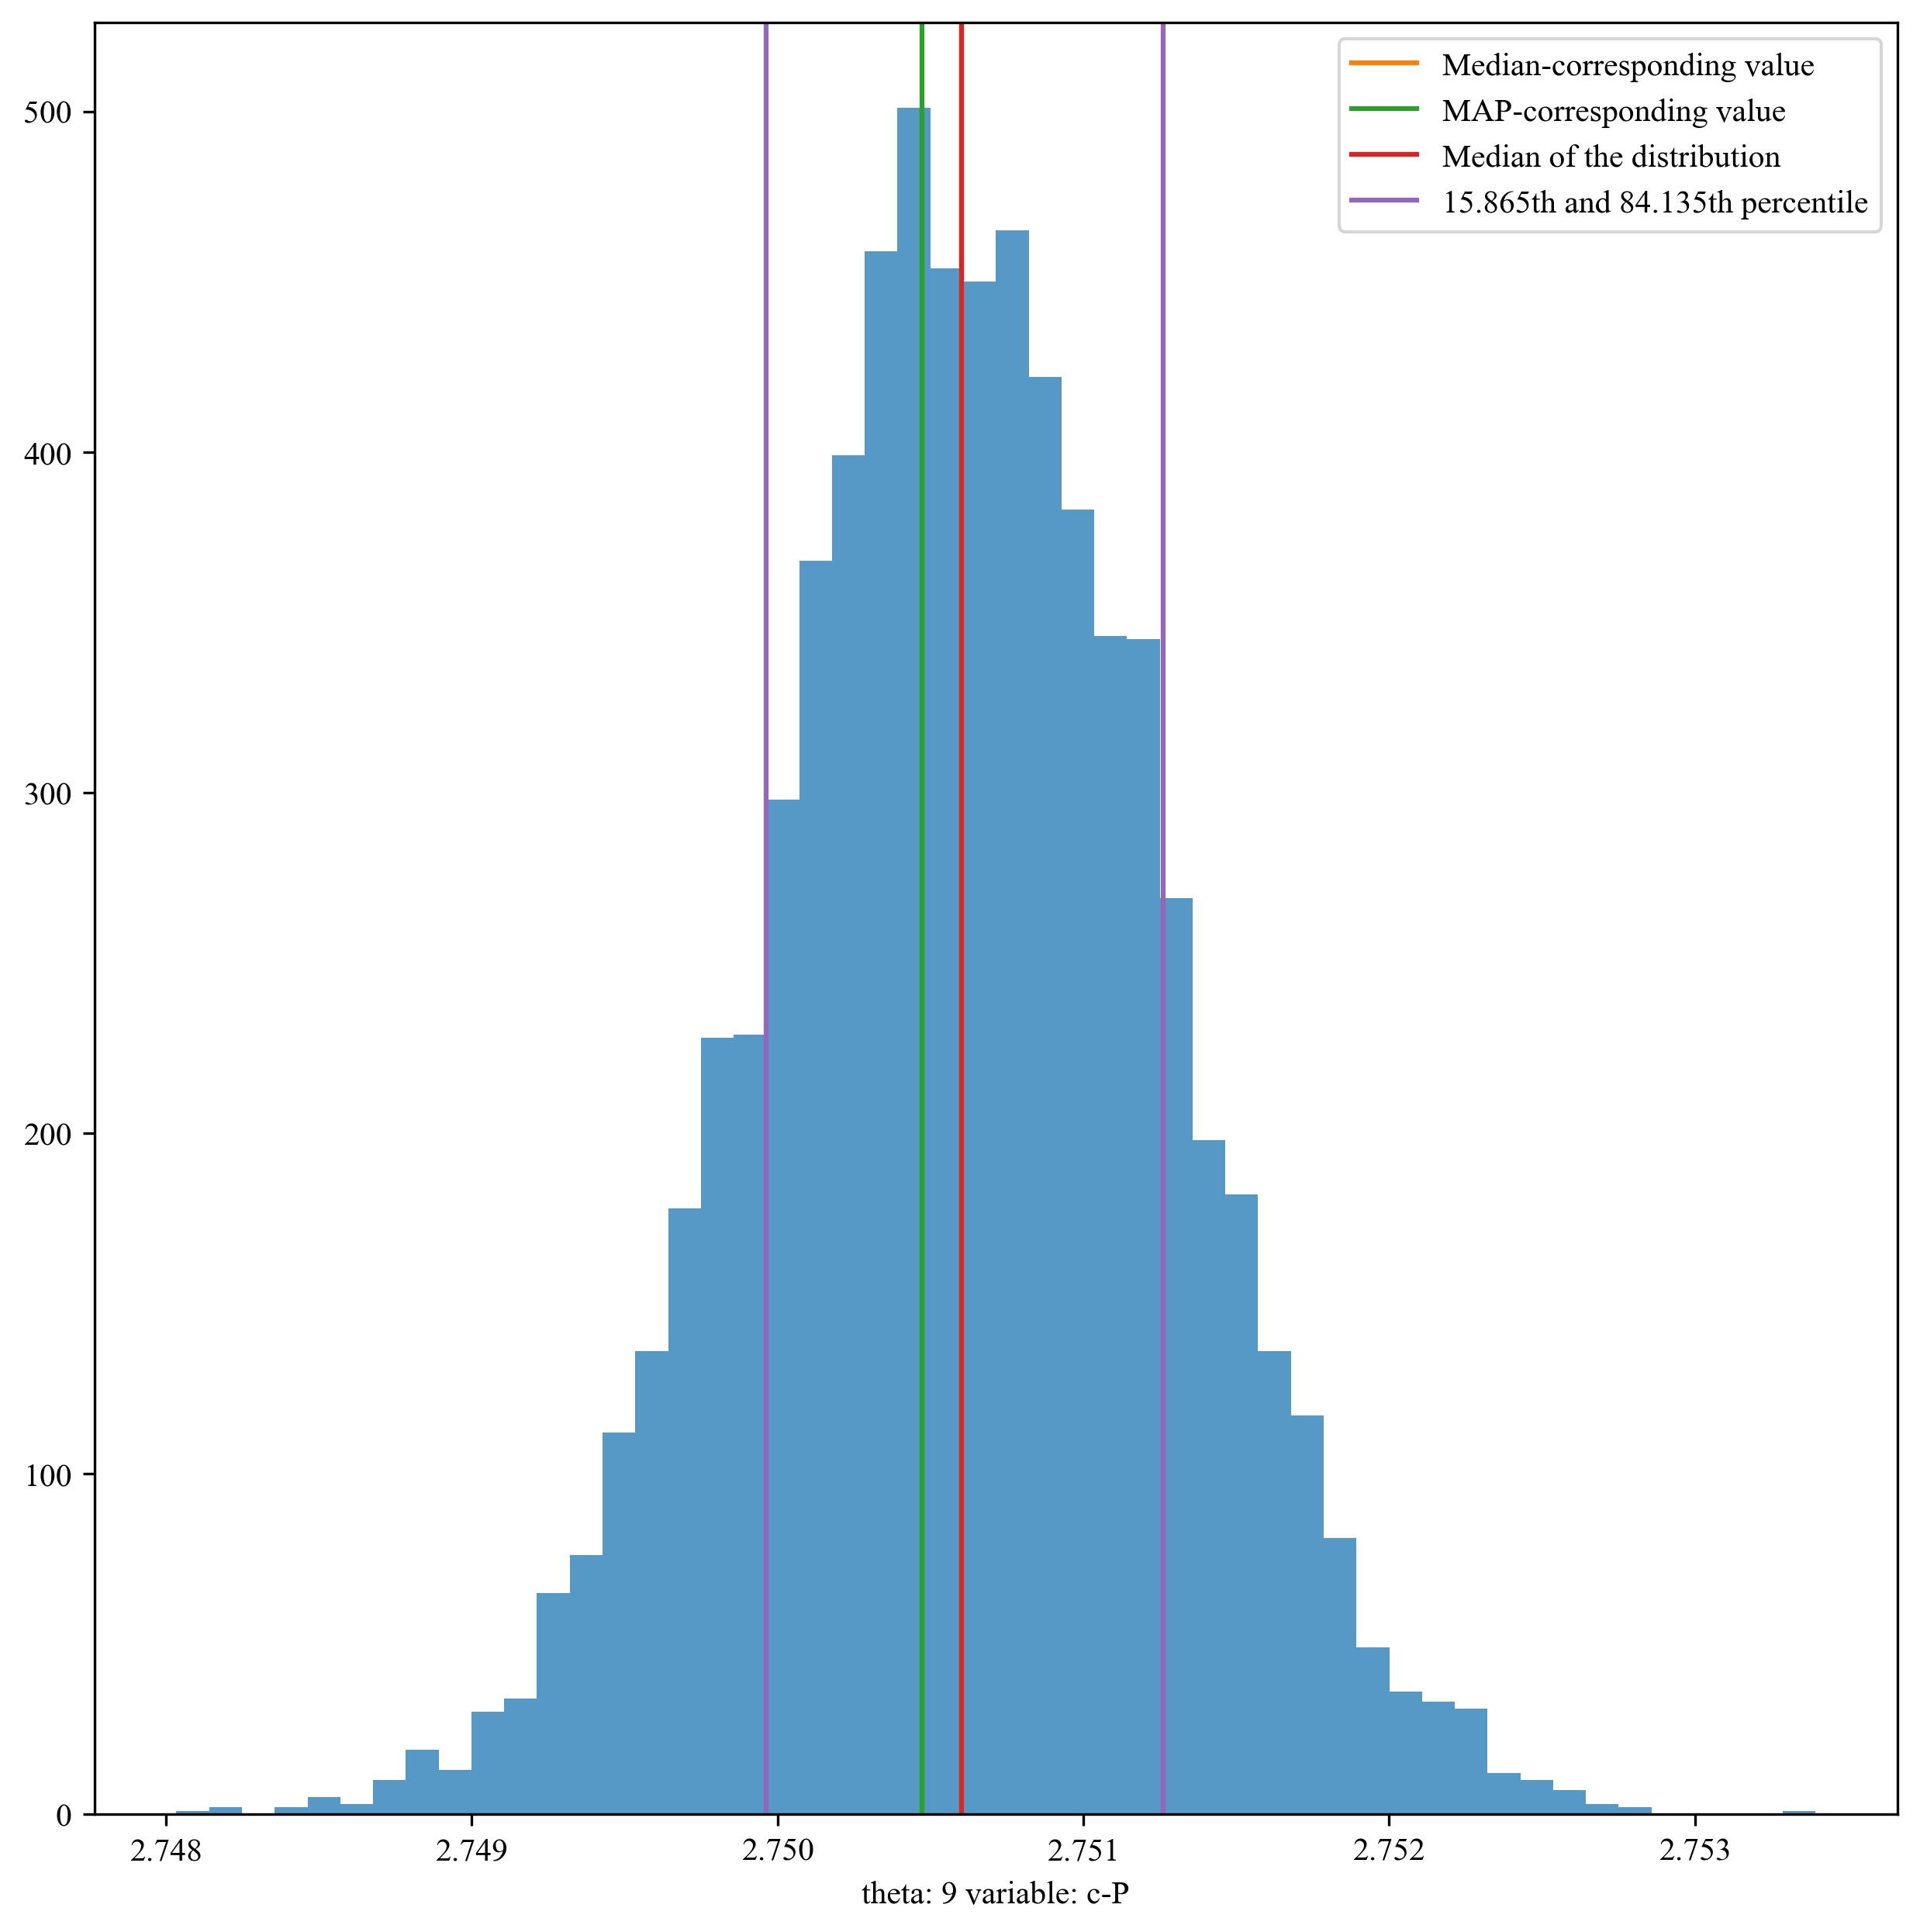 Median-corresponding value
MAP-corresponding value
Median of the distribution
15.865th and 84.135th percentile
500
400
300
200
100
0
2.748 2.749 2.750 2.751 2.752 2.753
theta: 9 variable: c-P